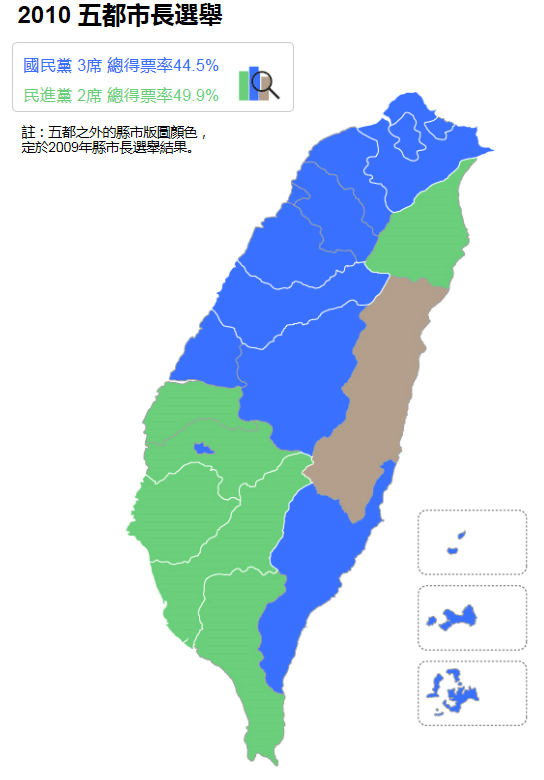 2010 五都市長選舉
國民黨 3席 總得票率44.5%
民進黨 2席 總得票率49.9%
註：五都之外的縣市版圖顏色，
定於2009年縣市長選舉結果。